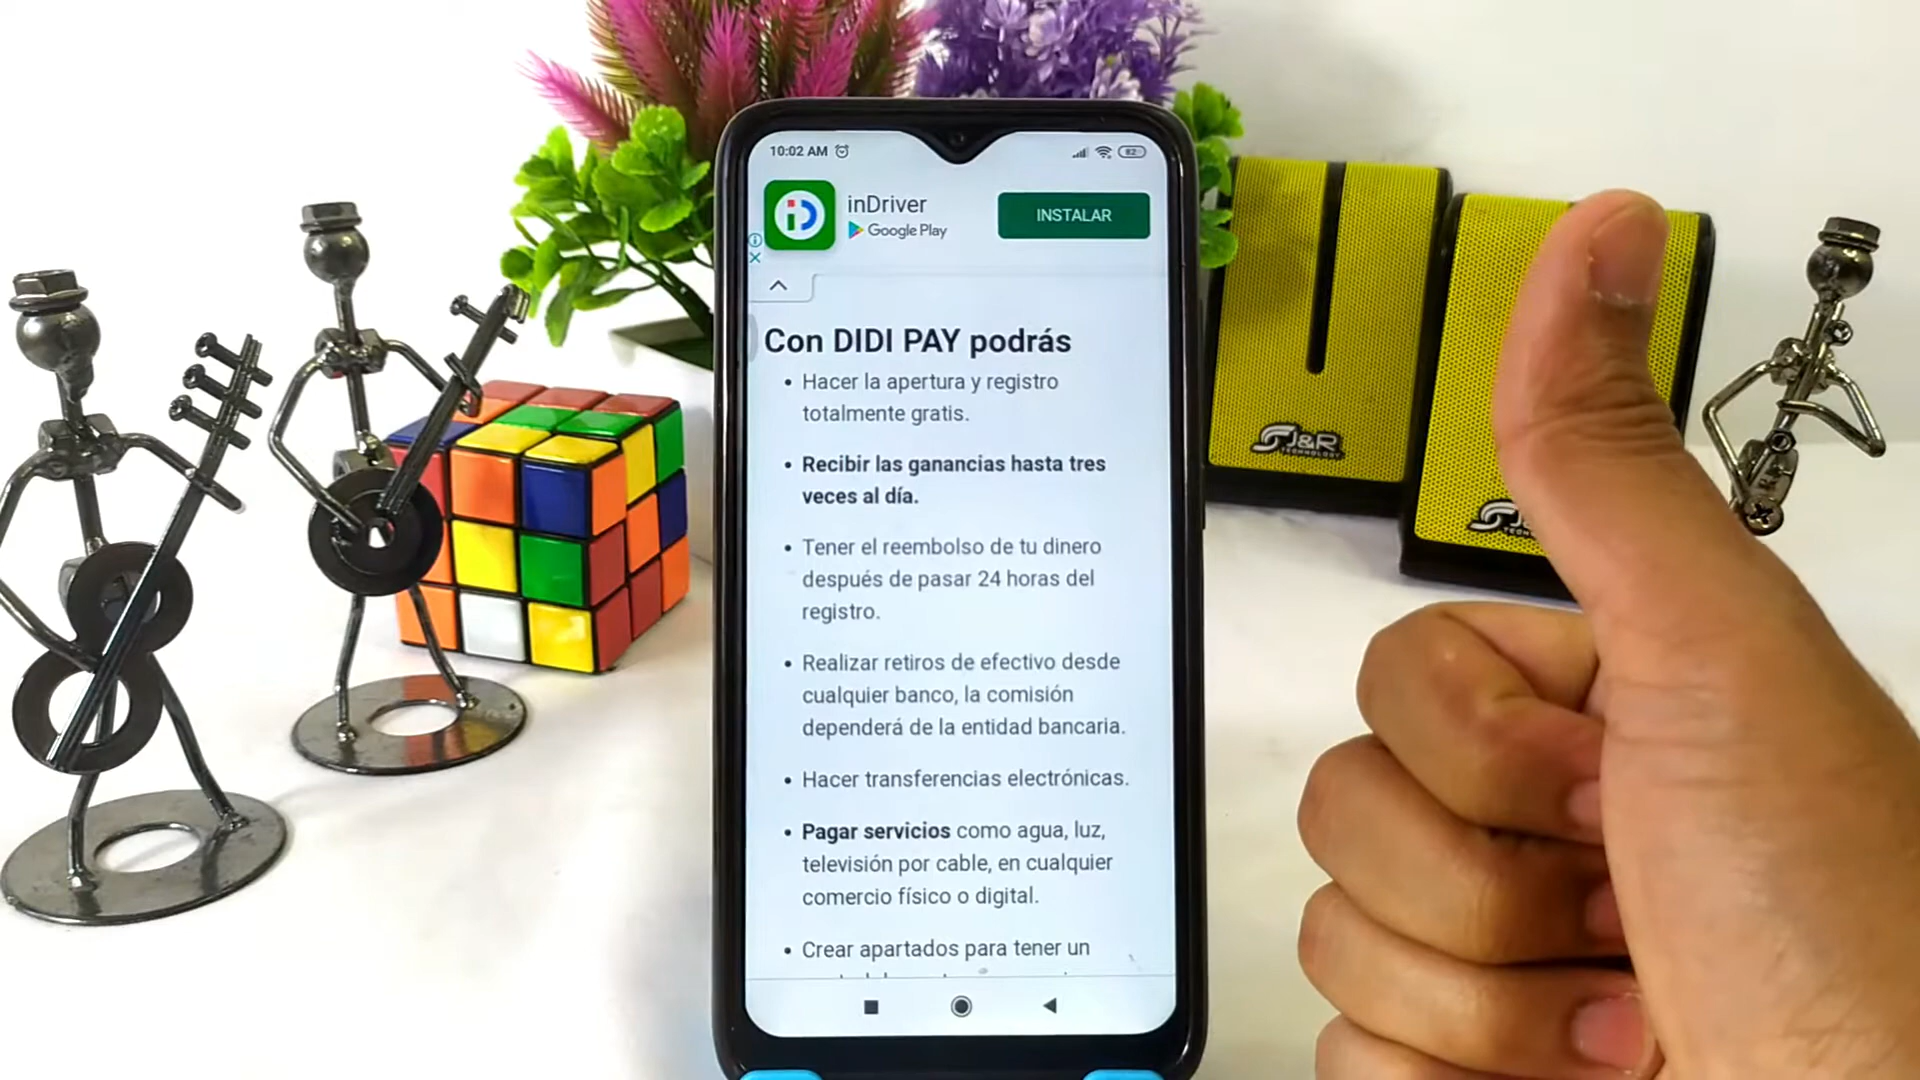 10:02 AM
82
inDriver
Google Play
INSTALAR
Con DIDI PAY podrás
• Hacer la apertura y registro
totalmente gratis.
• Recibir las ganancias hasta tres
veces al día.
• Tener el reembolso de tu dinero
después de pasar 24 horas del
registro.
• Realizar retiros de efectivo desde
cualquier banco, la comisión
dependerá de la entidad bancaria.
• Hacer transferencias electrónicas.
• Pagar servicios como agua, luz,
televisión por cable, en cualquier
comercio físico o digital.
• Crear apartados para tener un
J&R
TECHNOLOGY